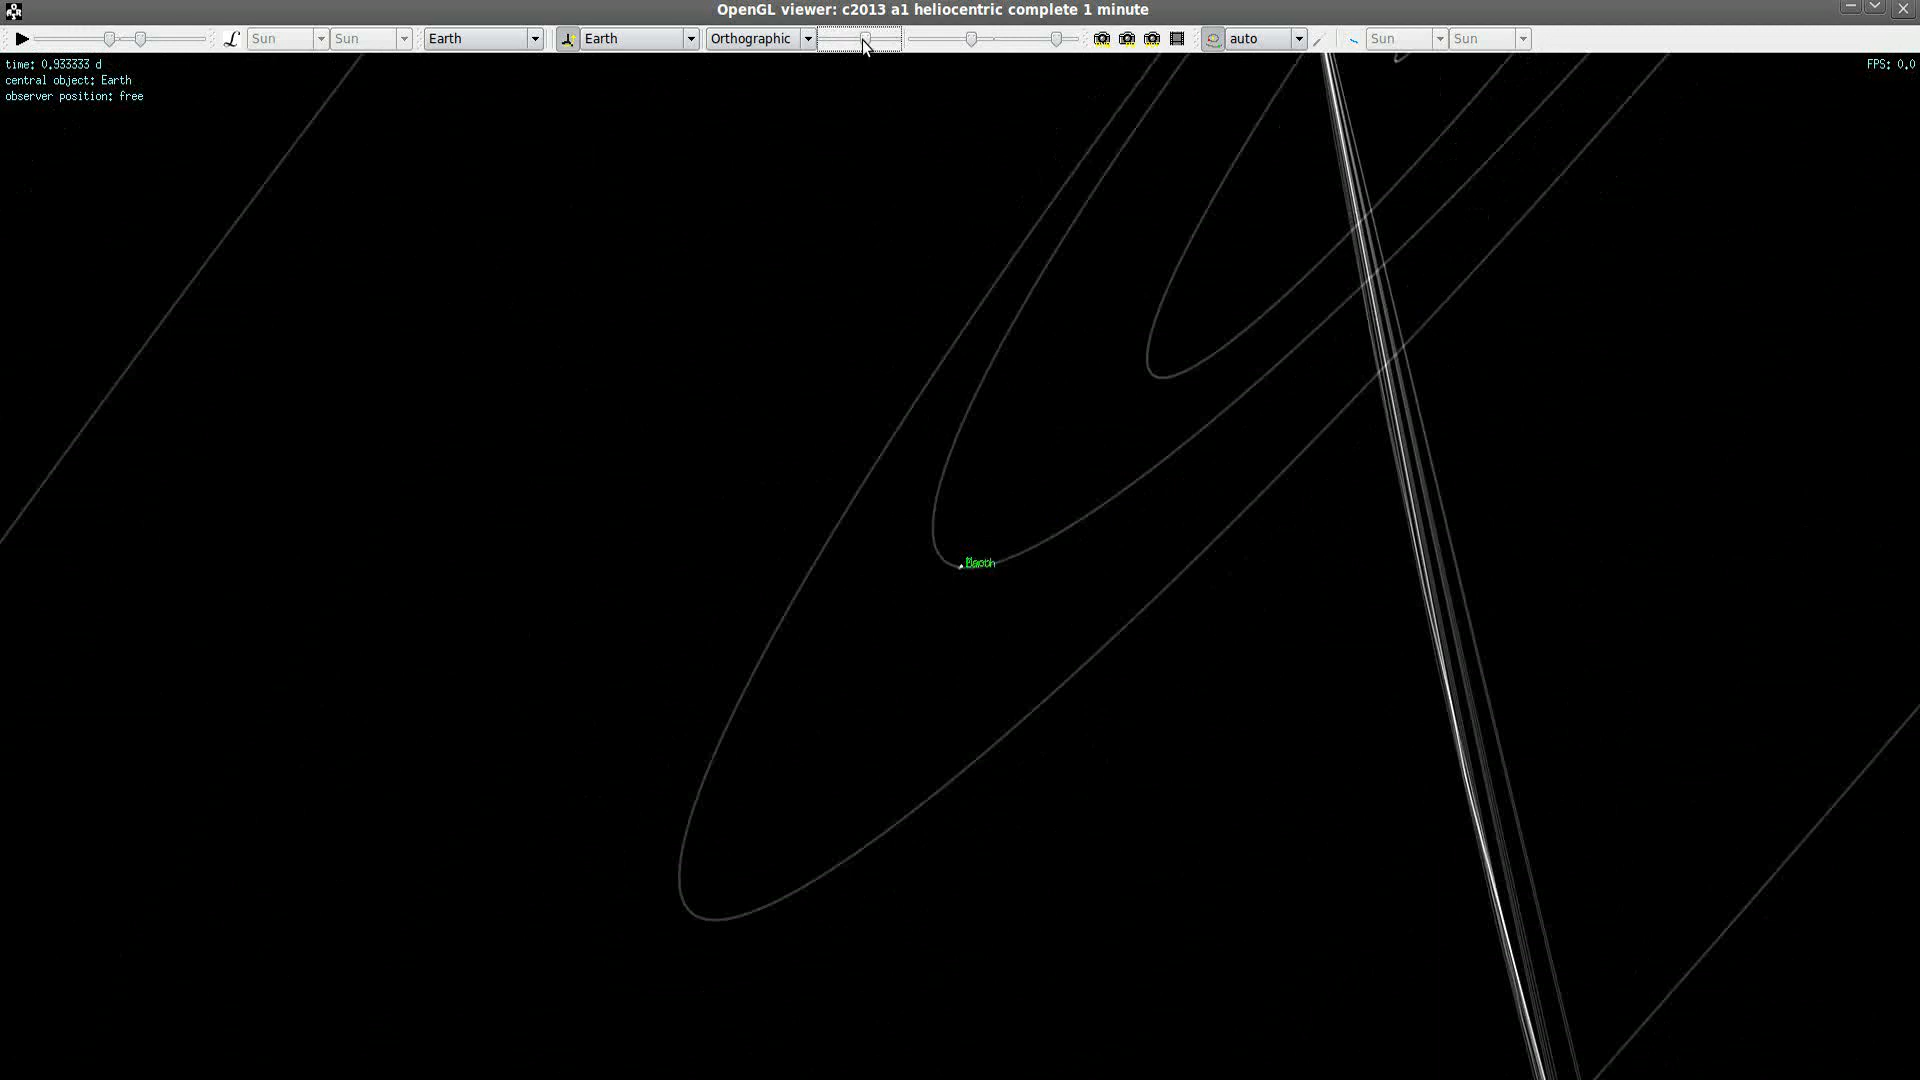 OpenGL viewer: c2013 a1 heliocentric complete 1 minute
ℒ Sun Sun Earth Earth Orthographic auto Sun Sun
time: 0.933333 d
FPS: 0.0
central object: Earth
observer position: free
Earth